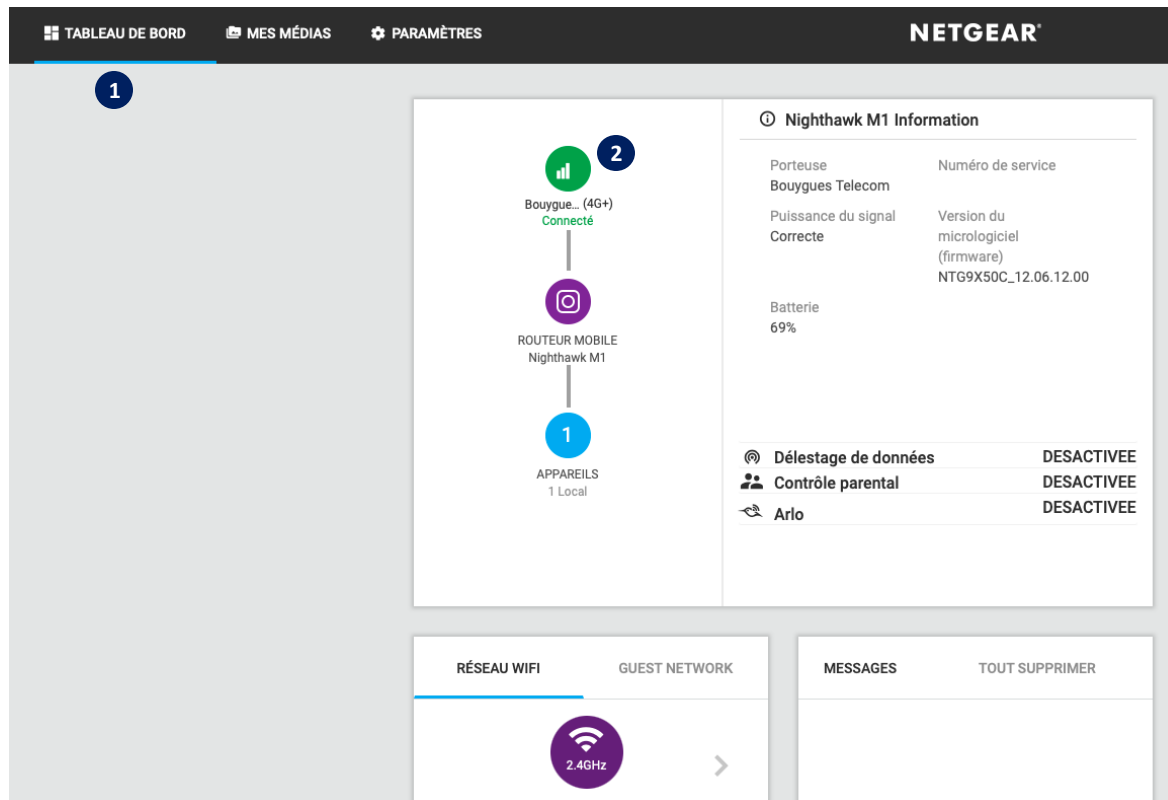 TABLEAU DE BORD
MES MÉDIAS
PARAMÈTRES
NETGEAR®
1
2
Bouygue... (4G+)
Connecté
ROUTEUR MOBILE
Nighthawk M1
1
APPAREILS
1 Local
Nighthawk M1 Information
Porteuse
Bouygues Telecom
Numéro de service
Puissance du signal
Correcte
Version du
micrologiciel
(firmware)
NTG9X50C_12.06.12.00
Batterie
69%
Délestage de données DESACTIVEE
Contrôle parental DESACTIVEE
Arlo DESACTIVEE
RÉSEAU WIFI
GUEST NETWORK
2.4GHz
MESSAGES
TOUT SUPPRIMER